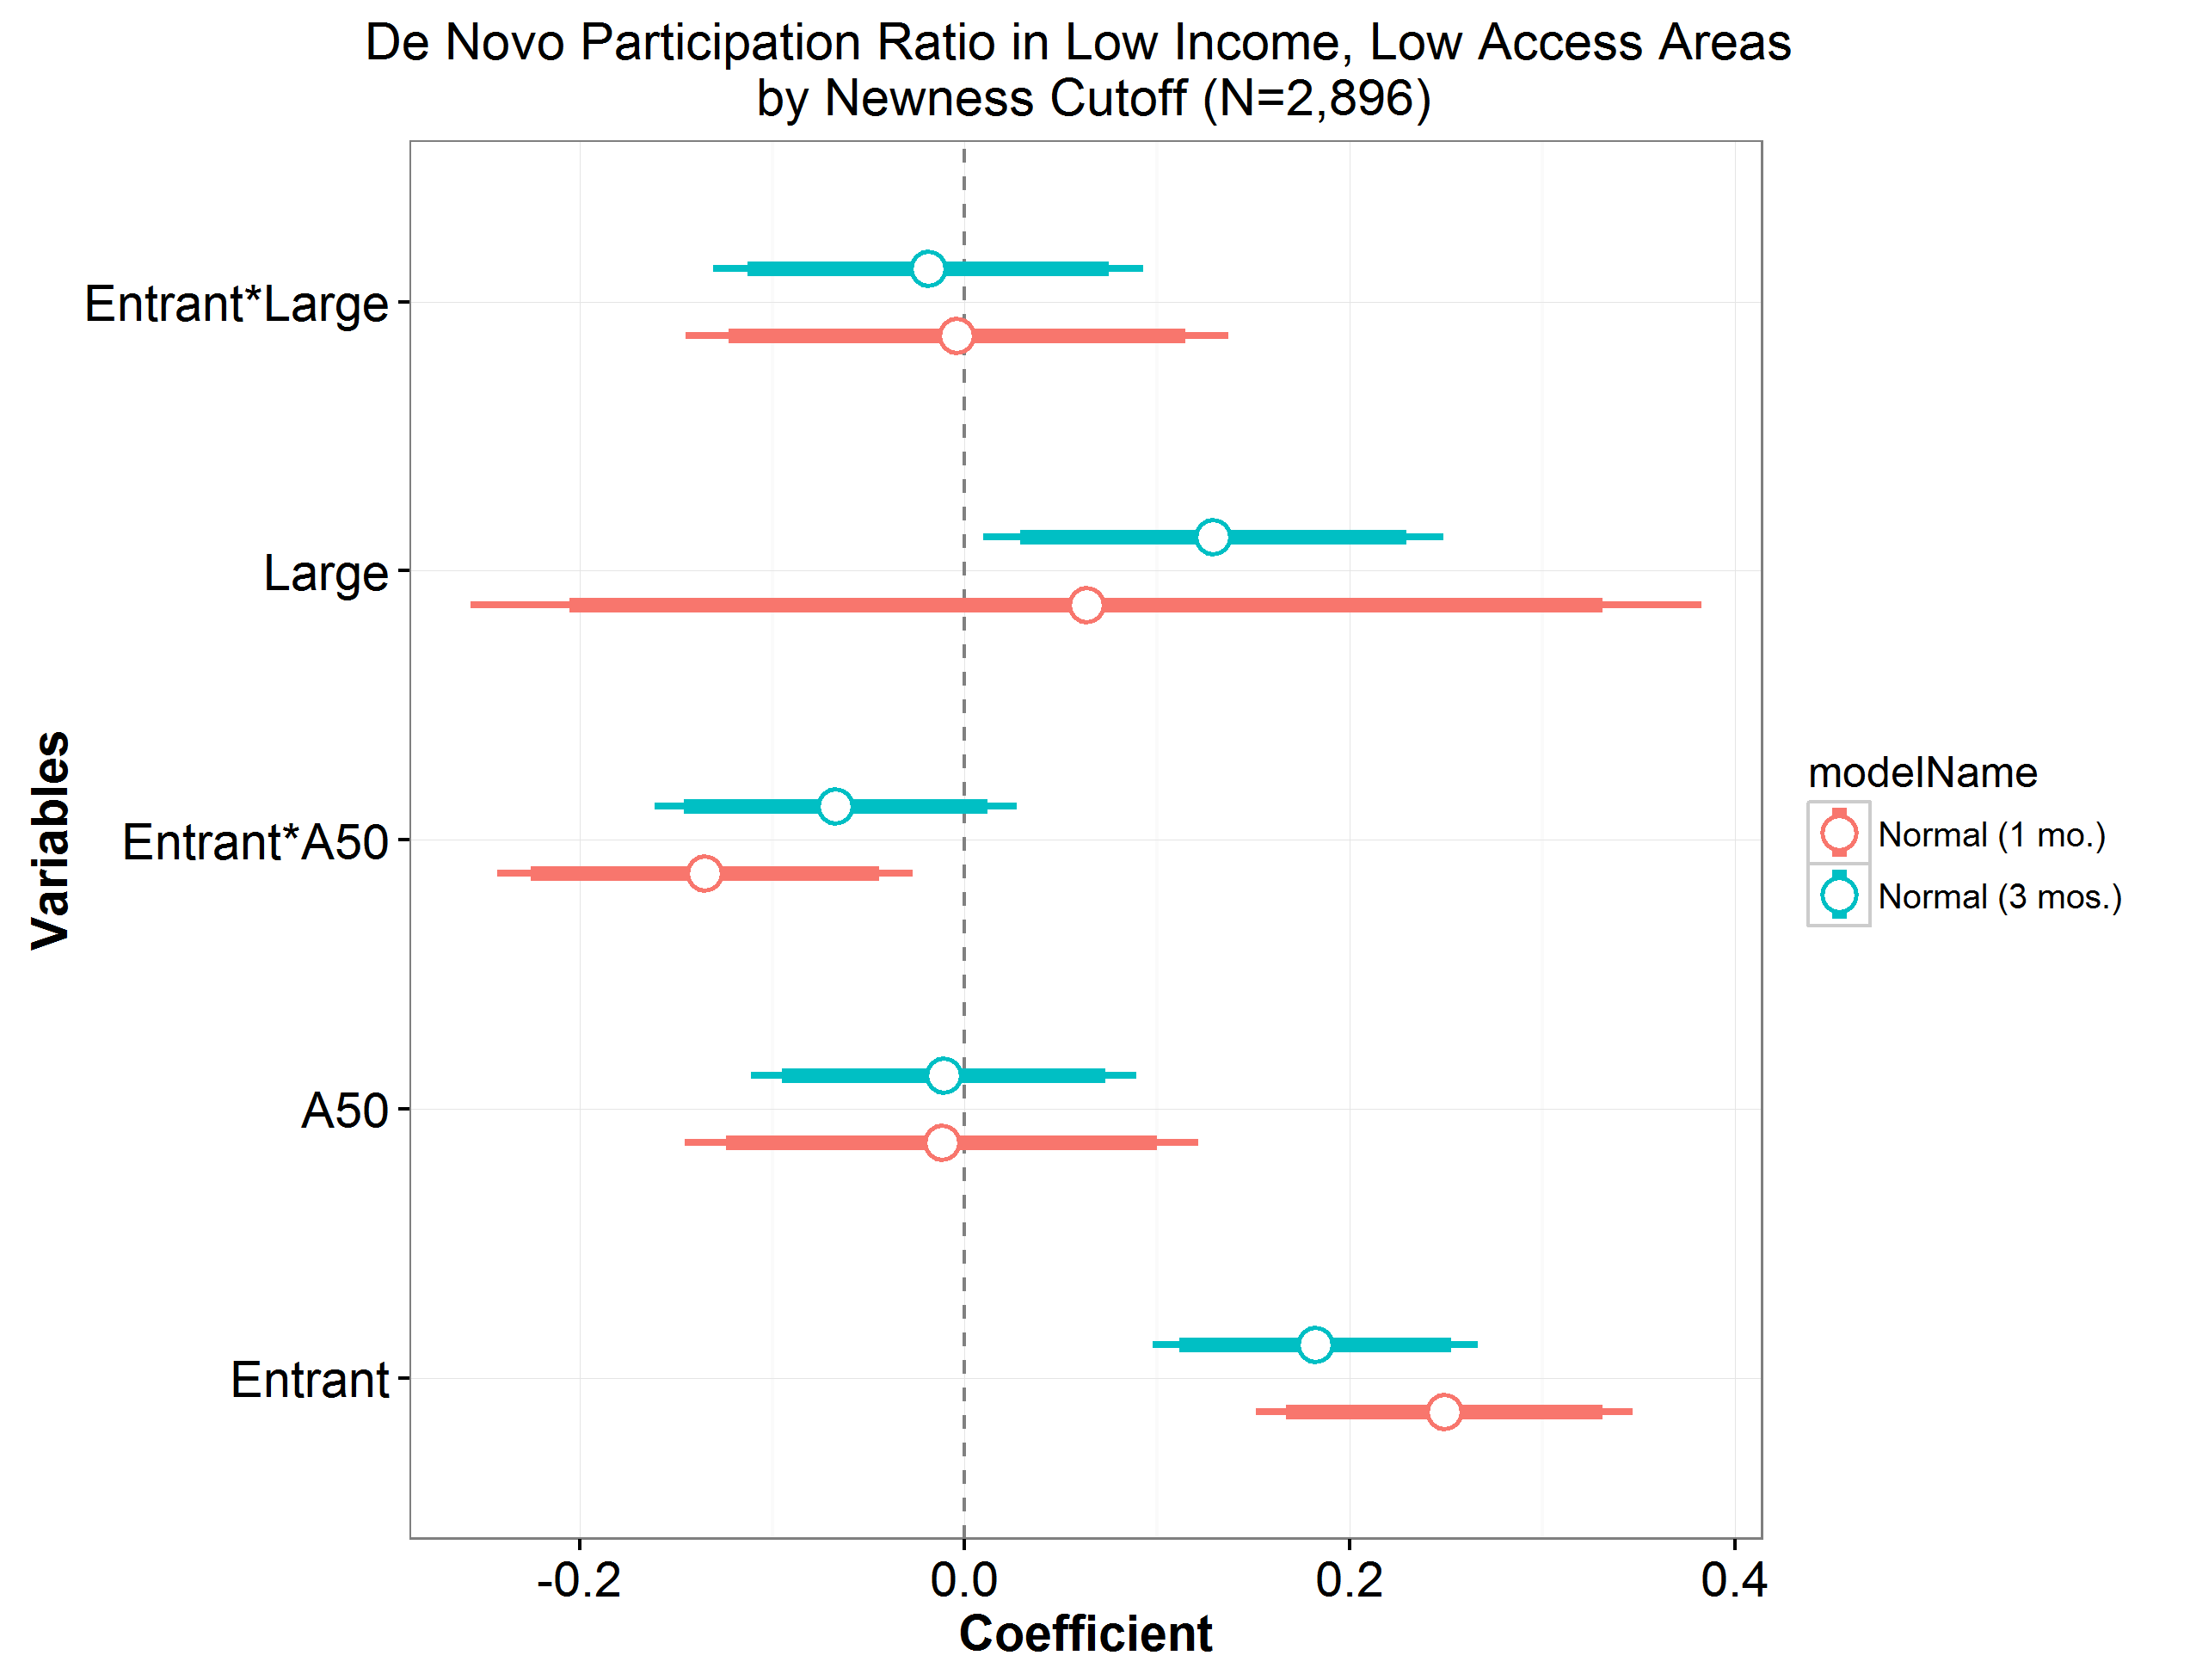 De Novo Participation Ratio in Low Income, Low Access Areas
by Newness Cutoff (N=2,896)
Variables
Entrant*Large
Large
Entrant*A50
A50
Entrant
-0.2 0.0 0.2 0.4
Coefficient
modelName
Normal (1 mo.)
Normal (3 mos.)